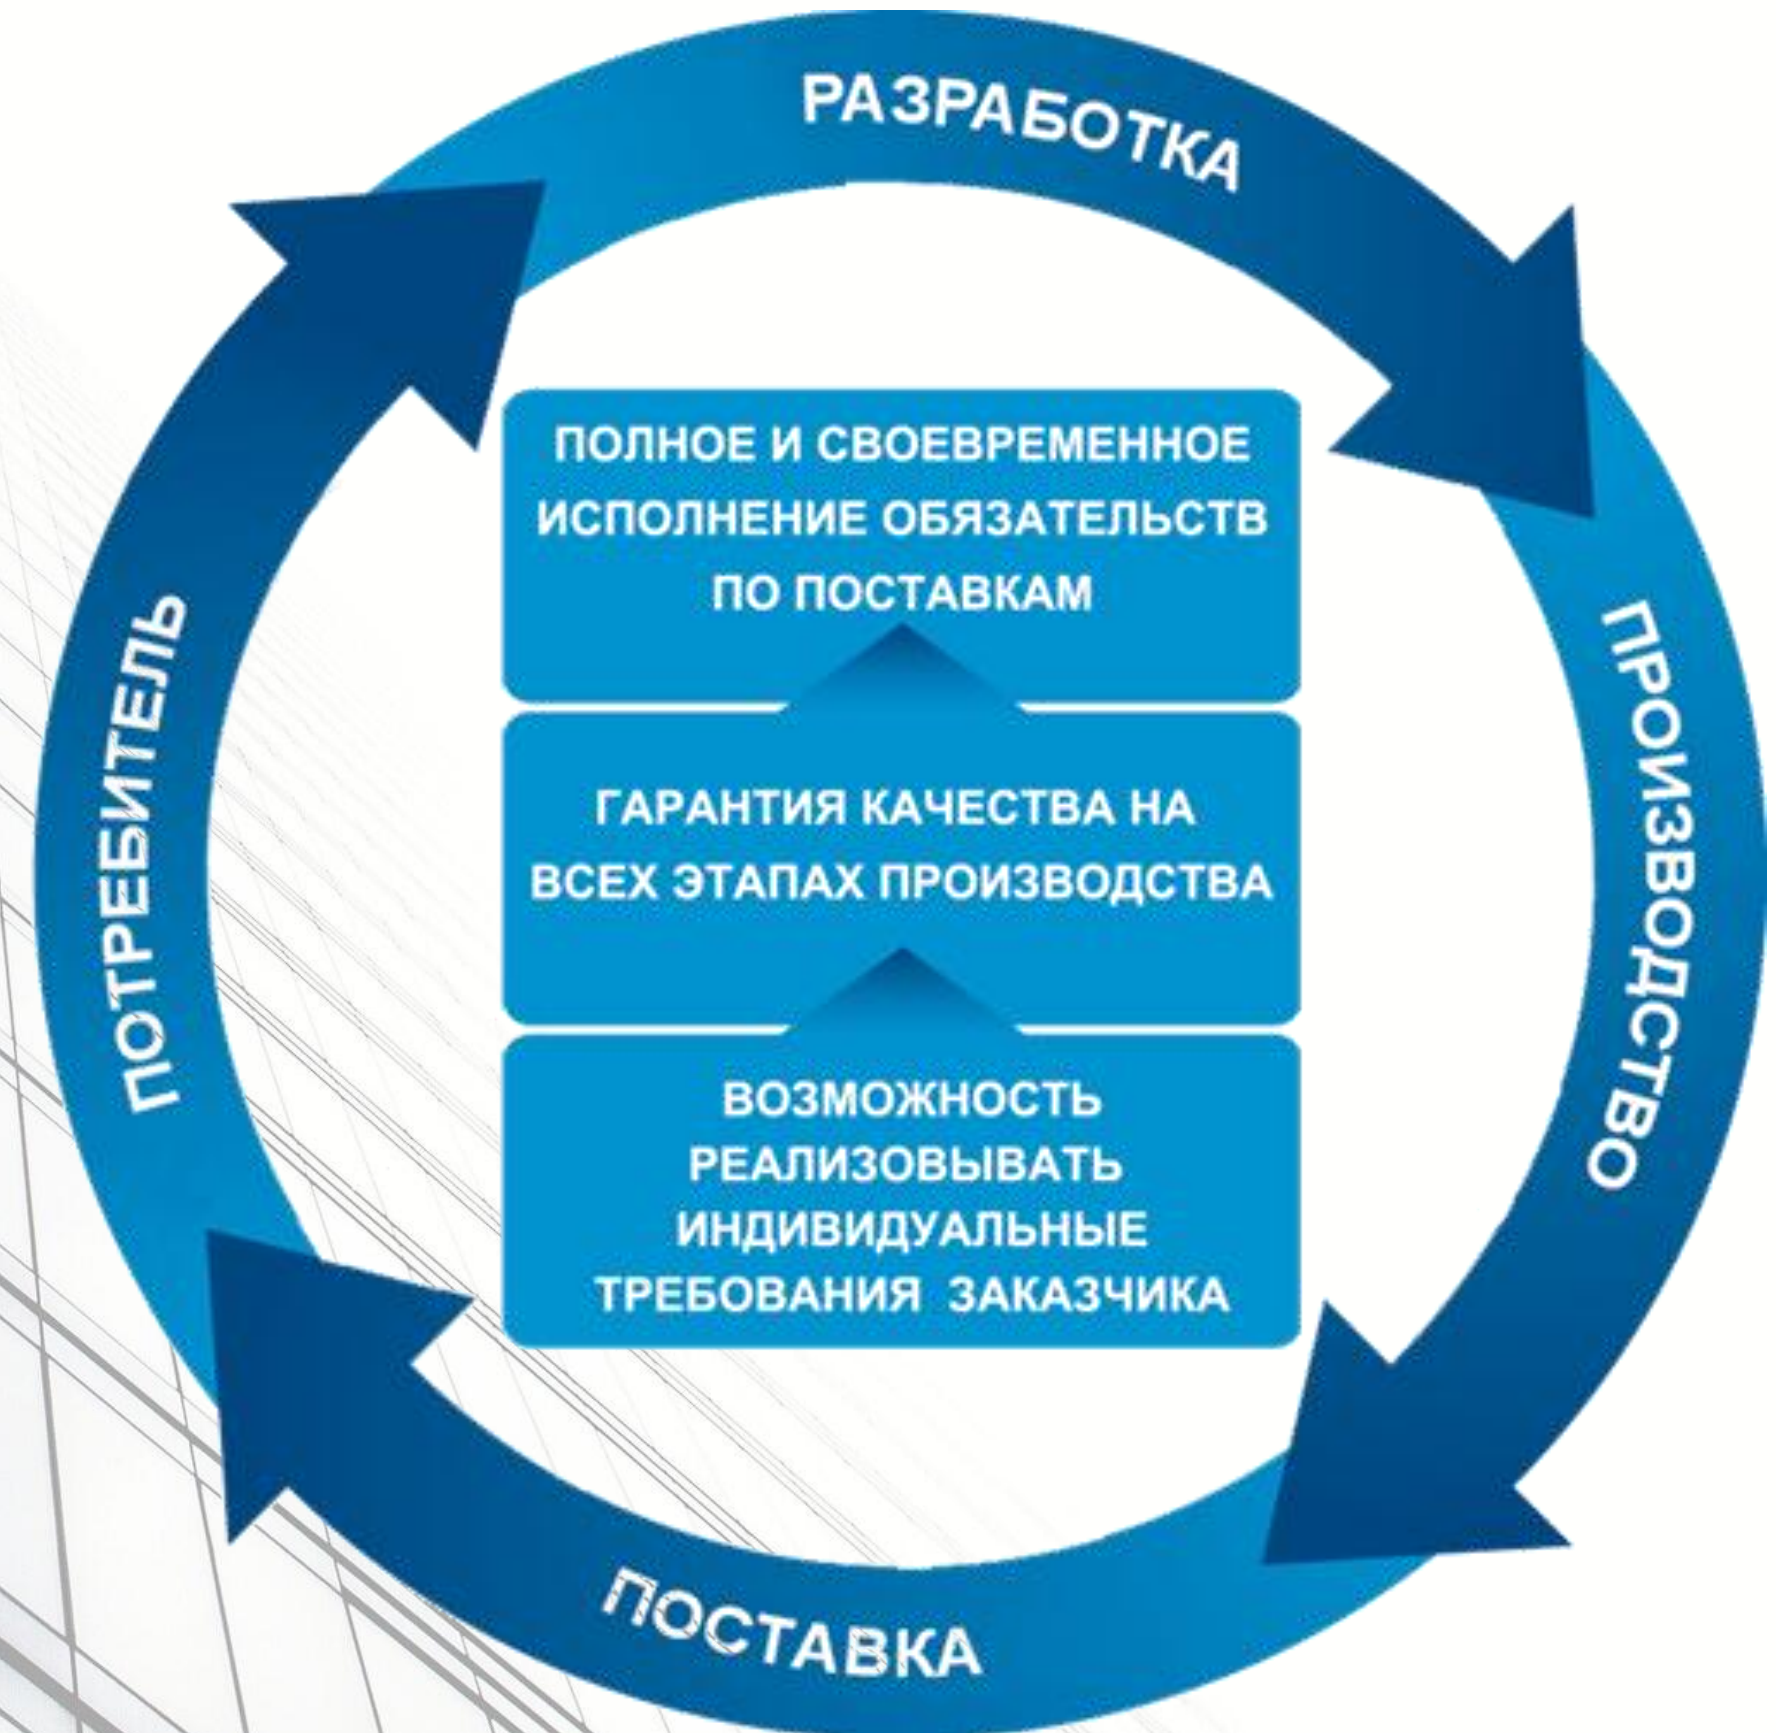 РАЗРАБОТКА
ПОЛНОЕ И СВОЕВРЕМЕННОЕ
ИСПОЛНЕНИЕ ОБЯЗАТЕЛЬСТВ
ПО ПОСТАВКАМ
ГАРАНТИЯ КАЧЕСТВА НА
ВСЕХ ЭТАПАХ ПРОИЗВОДСТВА
ВОЗМОЖНОСТЬ
РЕАЛИЗОВЫВАТЬ
ИНДИВИДУАЛЬНЫЕ
ТРЕБОВАНИЯ ЗАКАЗЧИКА
ПРОИЗВОДСТВО
ПОСТАВКА
ПОТРЕБИТЕЛЬ